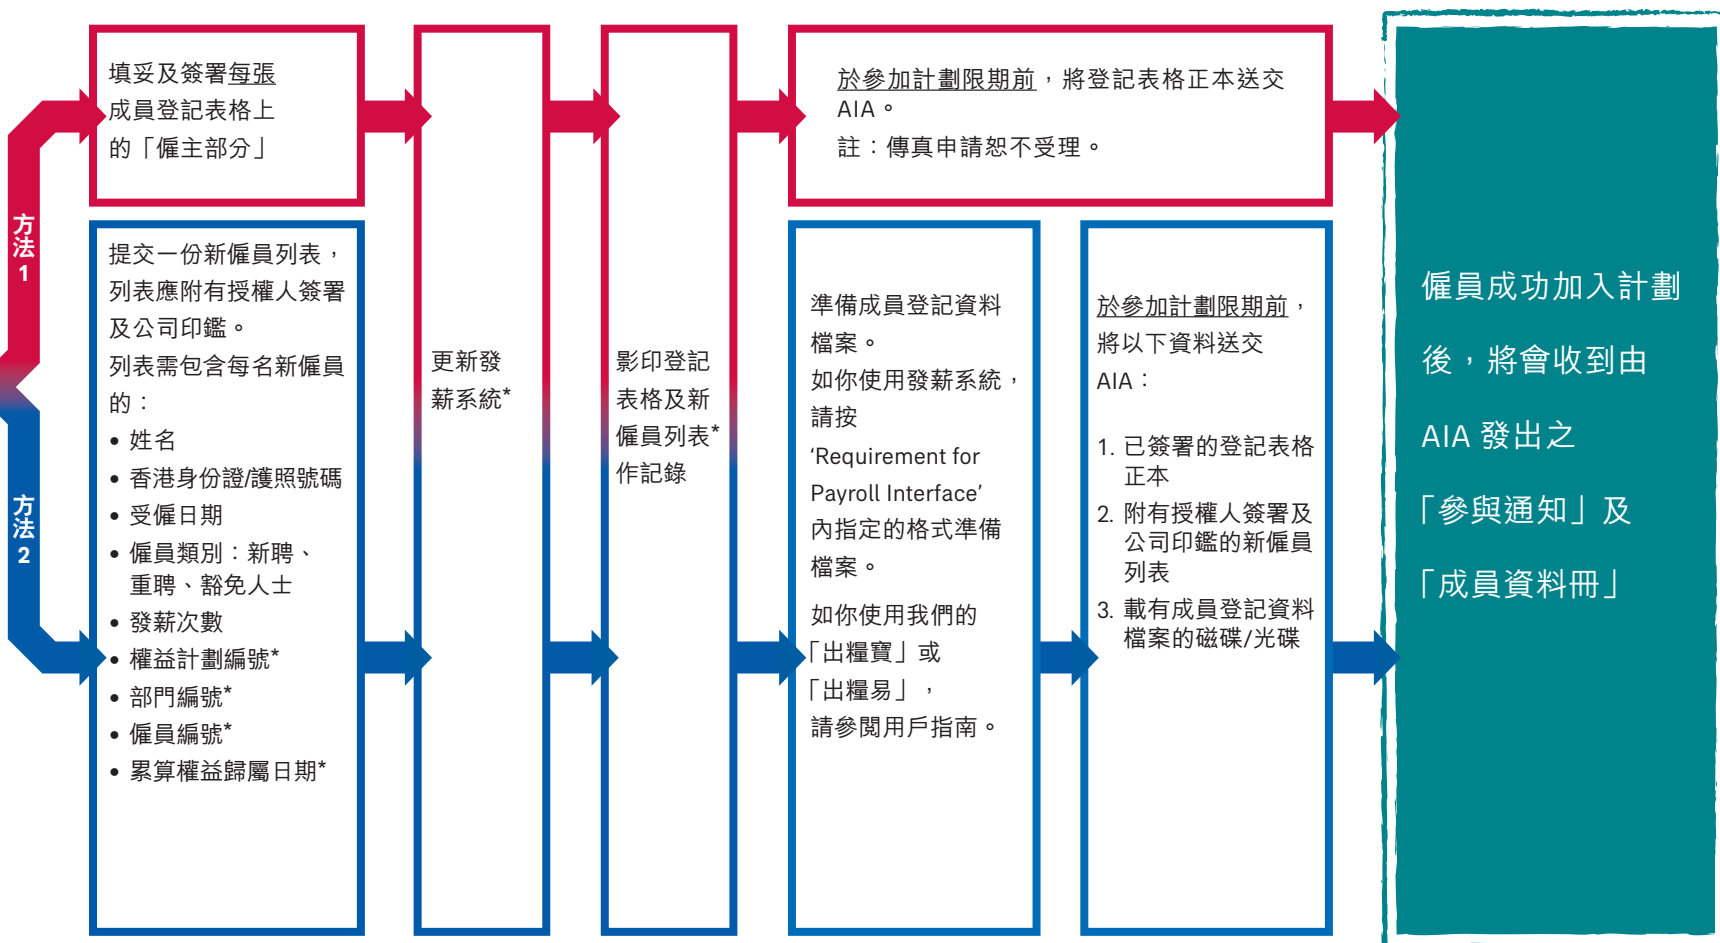 方法1
填妥及簽署每張
成員登記表格上
的「僱主部分」
更新發
薪系統*
影印登記
表格及新
僱員列表*
作記錄
於參加計劃限期前，將登記表格正本送交
AIA。
註：傳真申請恕不受理。
方法2
提交一份新僱員列表，
列表應附有授權人簽署
及公司印鑑。
列表需包含每名新僱員
的：
• 姓名
• 香港身份證/護照號碼
• 受僱日期
• 僱員類別：新聘、
重聘、豁免人士
• 發薪次數
• 權益計劃編號*
• 部門編號*
• 僱員編號*
• 累算權益歸屬日期*
準備成員登記資料
檔案。
如你使用發薪系統，
請按
‘Requirement for
Payroll Interface’
內指定的格式準備
檔案。
如你使用我們的
「出糧寶」或
「出糧易」，
請參閱用戶指南。
於參加計劃限期前，
將以下資料送交
AIA：
1. 已簽署的登記表格
正本
2. 附有授權人簽署及
公司印鑑的新僱員
列表
3. 載有成員登記資料
檔案的磁碟/光碟
僱員成功加入計劃
後，將會收到由
AIA 發出之
「參與通知」及
「成員資料冊」